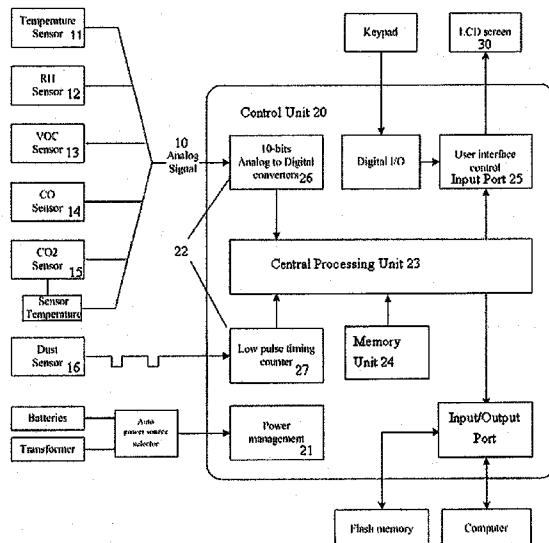 Temperature
Sensor 11
RH
Sensor 12
VOC
Sensor 13
CO
Sensor 14
CO2
Sensor 15
Sensor
Temperature
Dust
Sensor 16
Batteries
Transformer
Auto
power source
selector
10
Analog
Signal
22
Keypad
LCD screen
30
Control Unit 20
10-bits
Analog to Digital
converters 26
Digital I/O
User interface
control
Input Port 25
Central Processing Unit 23
Low pulse timing
counter
27
Memory
Unit 24
Power
management 21
Input/Output
Port
Flash memory
Computer